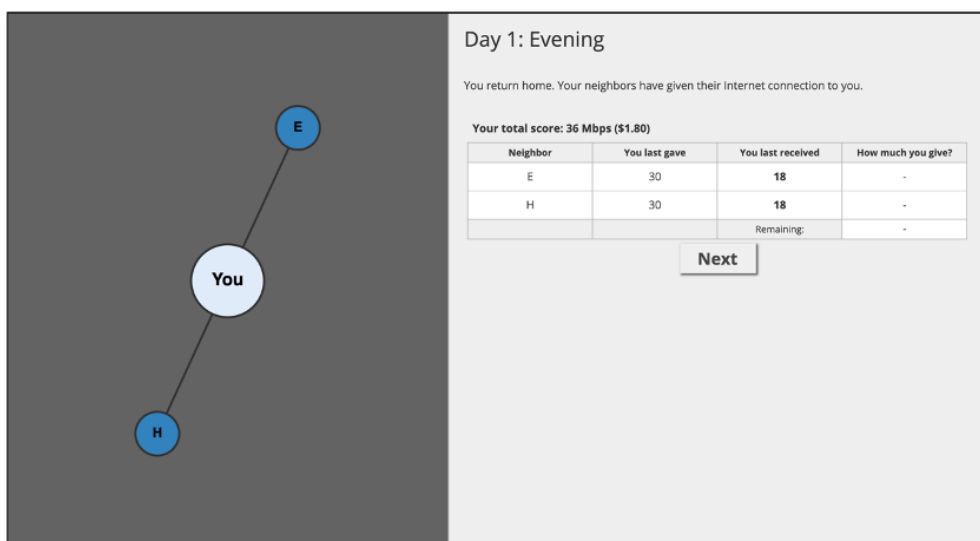 Day 1: Evening
You return home. Your neighbors have given their Internet connection to you.
Your total score: 36 Mbps ($1.80)
Neighbor You last gave You last received How much you give?
E 30 18 -
H 30 18 -
Remaining: -
Next
E
You
H